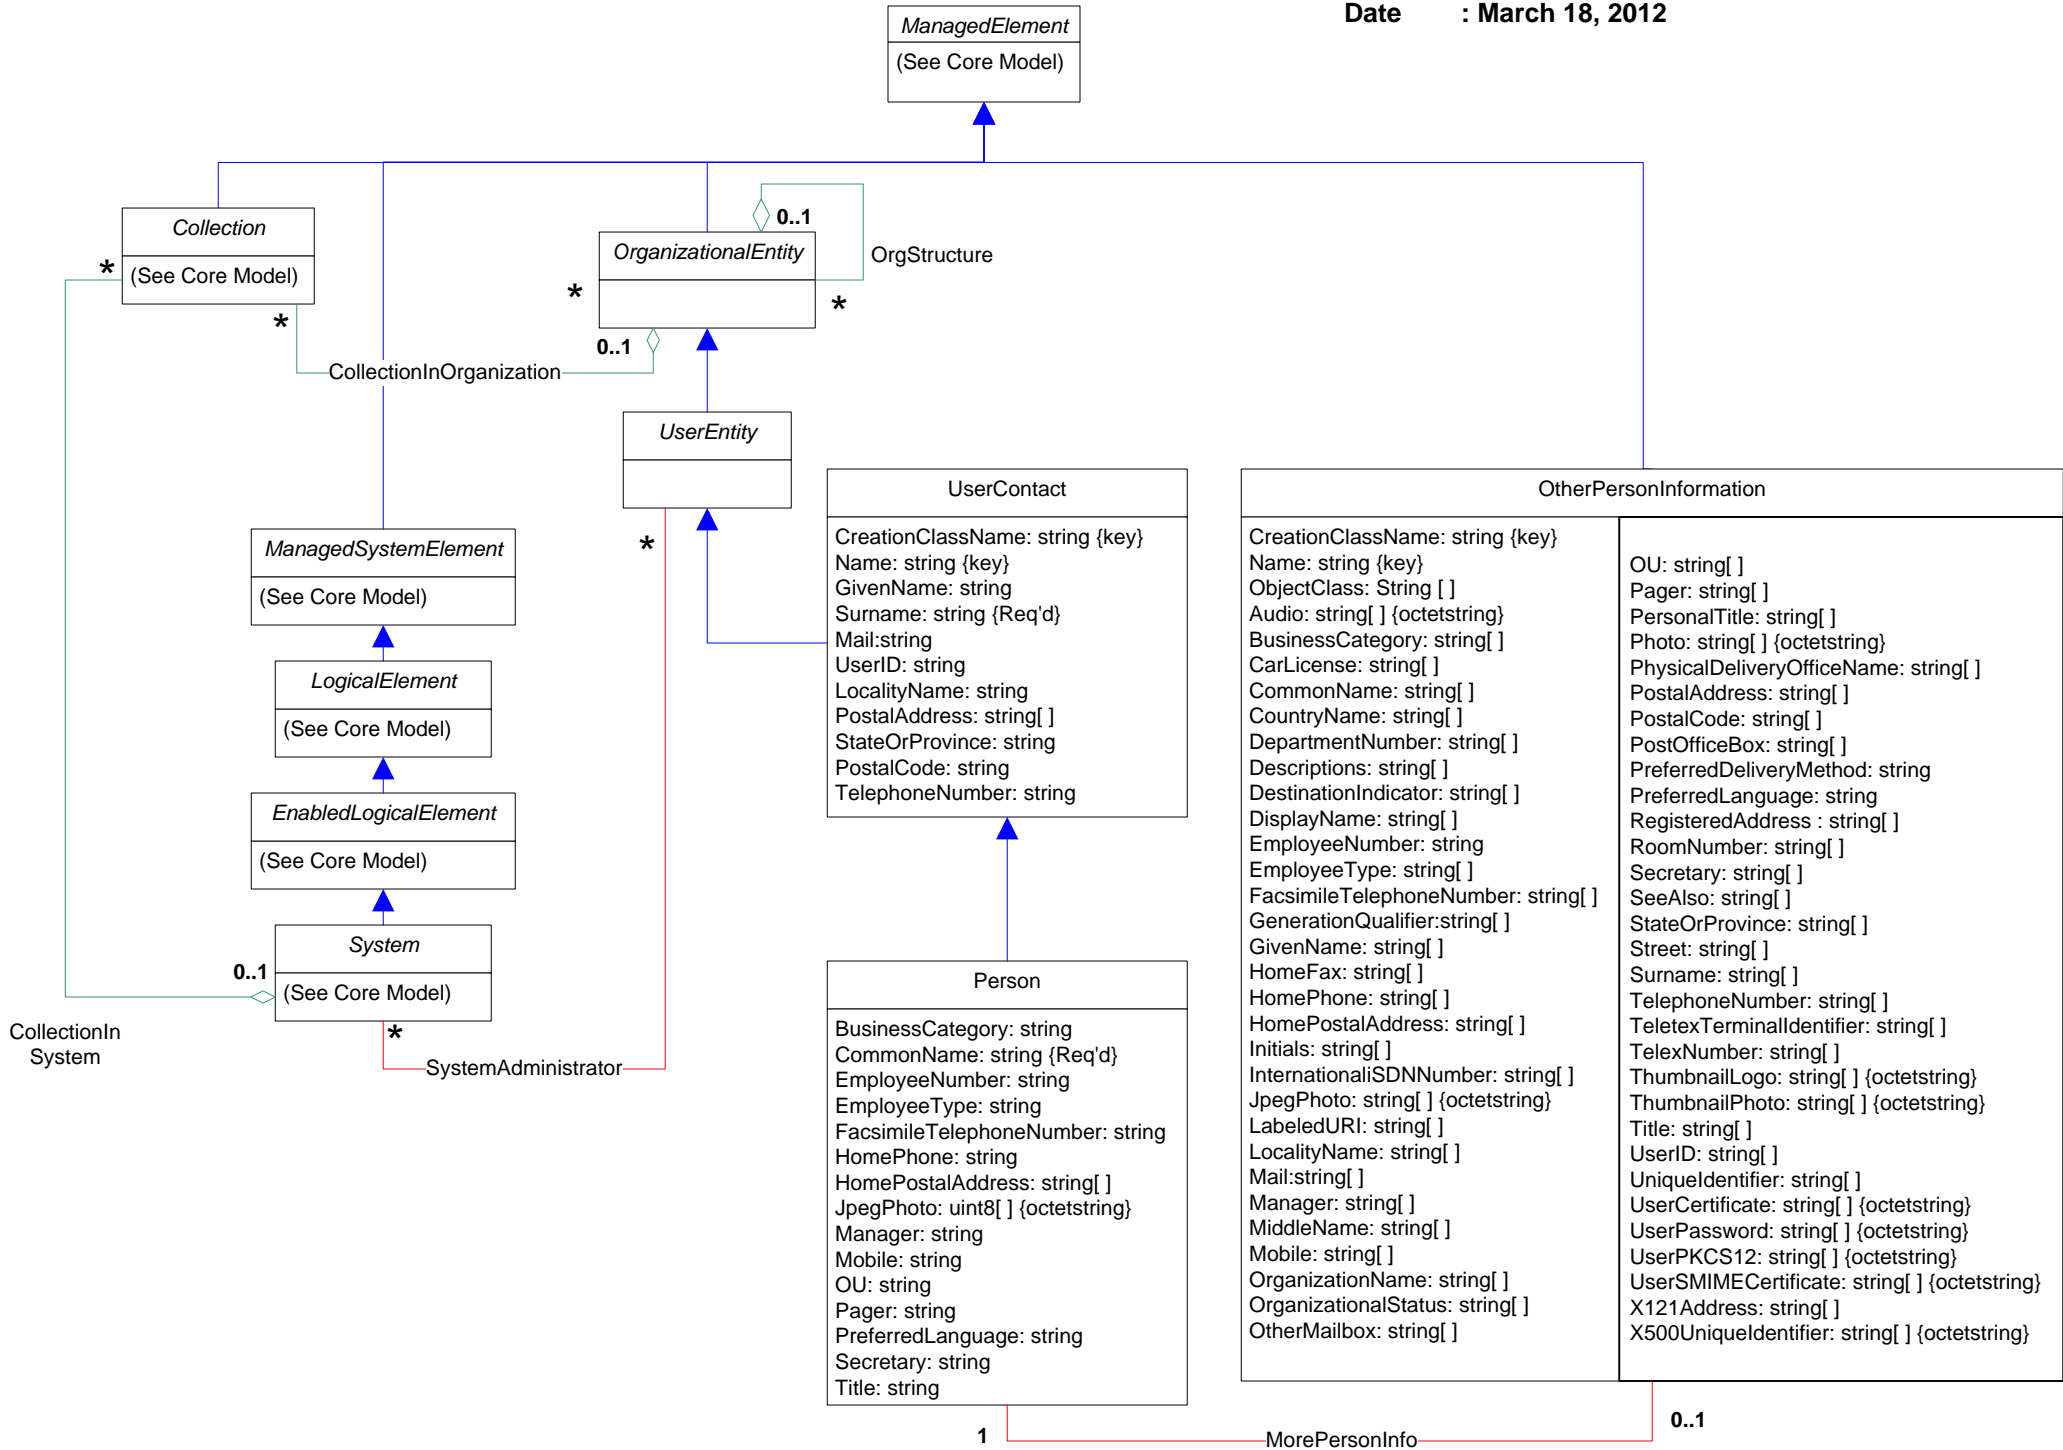 Date : March 18, 2012
ManagedElement
(See Core Model)
Collection
(See Core Model)
*
*
OrganizationalEntity
0..1
OrgStructure
*
*
0..1
CollectionInOrganization
UserEntity
*
ManagedSystemElement
(See Core Model)
LogicalElement
(See Core Model)
EnabledLogicalElement
(See Core Model)
System
(See Core Model)
0..1
*
CollectionIn
System
SystemAdministrator
UserContact
CreationClassName: string {key}
Name: string {key}
GivenName: string
Surname: string {Req'd}
Mail:string
UserID: string
LocalityName: string
PostalAddress: string[ ]
StateOrProvince: string
PostalCode: string
TelephoneNumber: string
Person
BusinessCategory: string
CommonName: string {Req'd}
EmployeeNumber: string
EmployeeType: string
FacsimileTelephoneNumber: string
HomePhone: string
HomePostalAddress: string[ ]
JpegPhoto: uint8[ ] {octetstring}
Manager: string
Mobile: string
OU: string
Pager: string
PreferredLanguage: string
Secretary: string
Title: string
OtherPersonInformation
CreationClassName: string {key}
Name: string {key}
ObjectClass: String [ ]
Audio: string[ ] {octetstring}
BusinessCategory: string[ ]
CarLicense: string[ ]
CommonName: string[ ]
CountryName: string[ ]
DepartmentNumber: string[ ]
Descriptions: string[ ]
DestinationIndicator: string[ ]
DisplayName: string[ ]
EmployeeNumber: string
EmployeeType: string[ ]
FacsimileTelephoneNumber: string[ ]
GenerationQualifier:string[ ]
GivenName: string[ ]
HomeFax: string[ ]
HomePhone: string[ ]
HomePostalAddress: string[ ]
Initials: string[ ]
InternationaliSDNNumber: string[ ]
JpegPhoto: string[ ] {octetstring}
LabeledURI: string[ ]
LocalityName: string[ ]
Mail:string[ ]
Manager: string[ ]
MiddleName: string[ ]
Mobile: string[ ]
OrganizationName: string[ ]
OrganizationalStatus: string[ ]
OtherMailbox: string[ ]
OU: string[ ]
Pager: string[ ]
PersonalTitle: string[ ]
Photo: string[ ] {octetstring}
PhysicalDeliveryOfficeName: string[ ]
PostalAddress: string[ ]
PostalCode: string[ ]
PostOfficeBox: string[ ]
PreferredDeliveryMethod: string
PreferredLanguage: string
RegisteredAddress : string[ ]
RoomNumber: string[ ]
Secretary: string[ ]
SeeAlso: string[ ]
StateOrProvince: string[ ]
Street: string[ ]
Surname: string[ ]
TelephoneNumber: string[ ]
TeletexTerminalIdentifier: string[ ]
TelexNumber: string[ ]
ThumbnailLogo: string[ ] {octetstring}
ThumbnailPhoto: string[ ] {octetstring}
Title: string[ ]
UserID: string[ ]
UniqueIdentifier: string[ ]
UserCertificate: string[ ] {octetstring}
UserPassword: string[ ] {octetstring}
UserPKCS12: string[ ] {octetstring}
UserSMIMECertificate: string[ ] {octetstring}
X121Address: string[ ]
X500UniqueIdentifier: string[ ] {octetstring}
1
MorePersonInfo
0..1